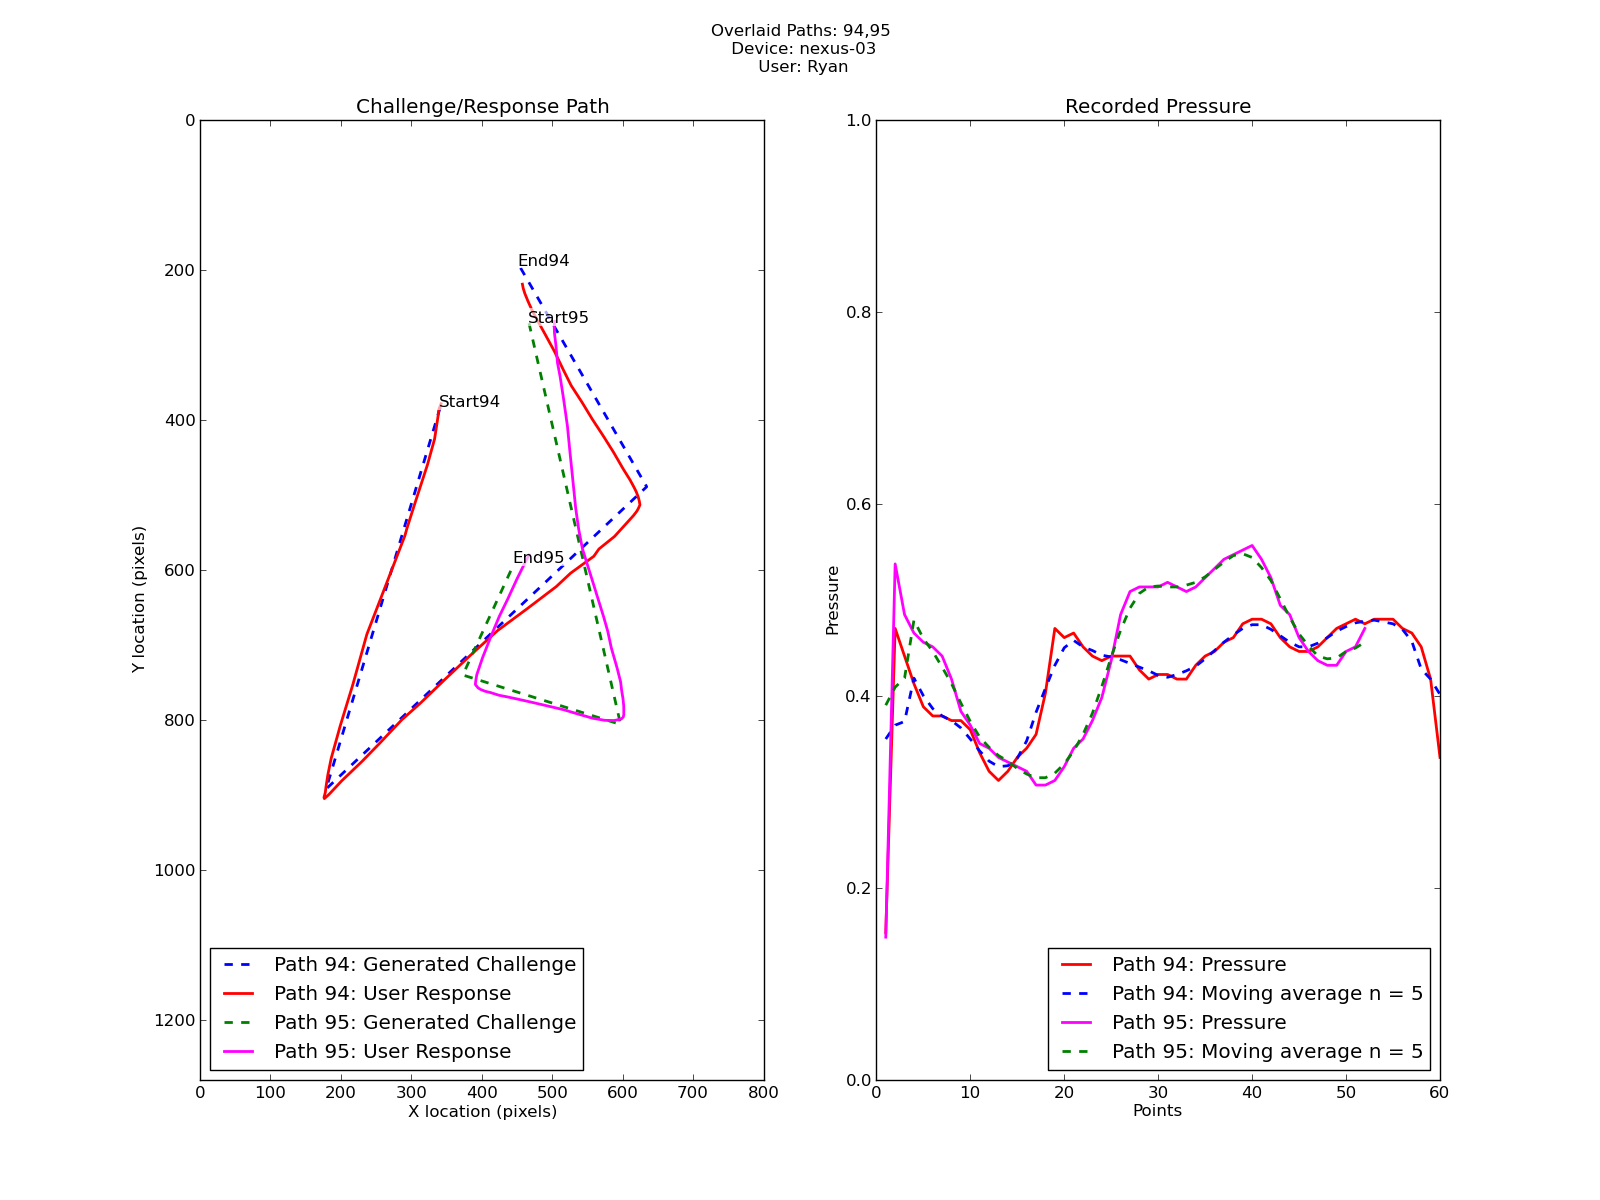 Overlaid Paths: 94,95
Device: nexus-03
User: Ryan
Challenge/Response Path
0
200
400
600
800
1000
1200
Y location (pixels)
End94
Start95
Start94
End95
Path 94: Generated Challenge
Path 94: User Response
Path 95: Generated Challenge
Path 95: User Response
0 100 200 300 400 500 600 700 800
X location (pixels)
Recorded Pressure
1.0
0.8
0.6
0.4
0.2
0.0
Pressure
Path 94: Pressure
Path 94: Moving average n = 5
Path 95: Pressure
Path 95: Moving average n = 5
0 10 20 30 40 50 60
Points